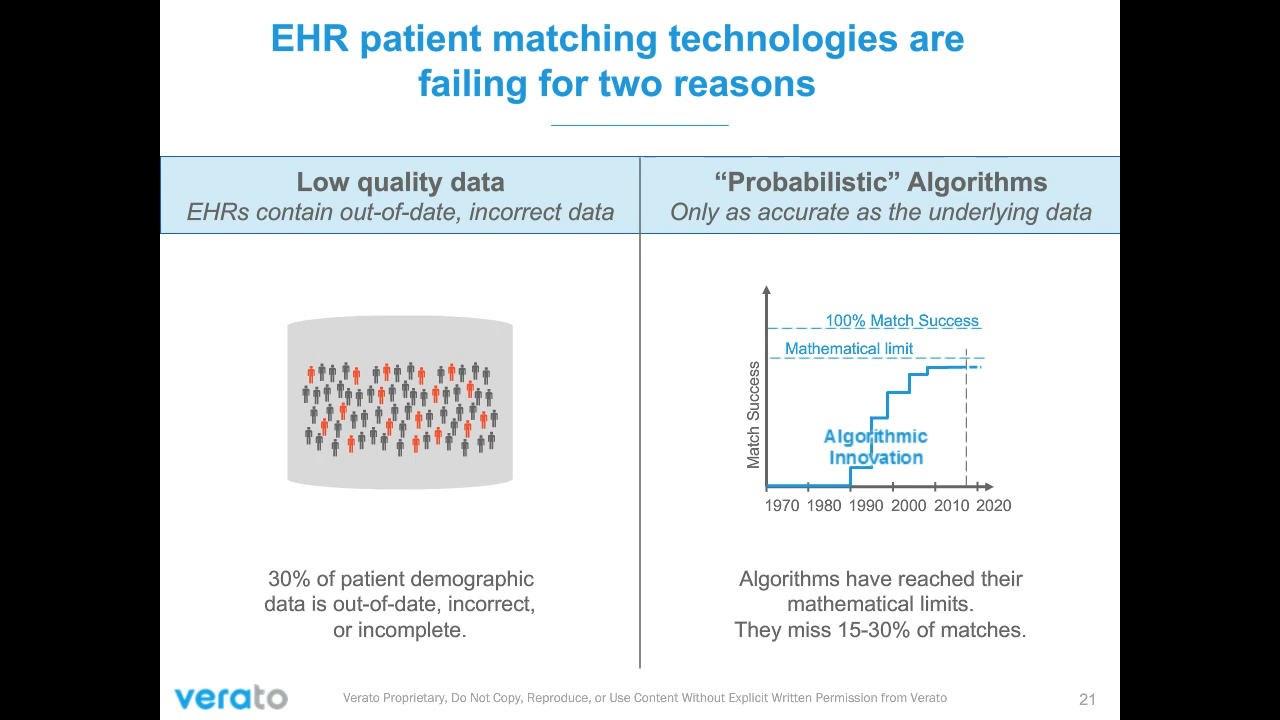 EHR patient matching technologies are
failing for two reasons
Low quality data
EHRs contain out-of-date, incorrect data
“Probabilistic” Algorithms
Only as accurate as the underlying data
30% of patient demographic
data is out-of-date, incorrect,
or incomplete.
100% Match Success
Mathematical limit
Match Success
Algorithmic
Innovation
1970 1980 1990 2000 2010 2020
Algorithms have reached their
mathematical limits.
They miss 15-30% of matches.
verato
Verato Proprietary, Do Not Copy, Reproduce, or Use Content Without Explicit Written Permission from Verato
21